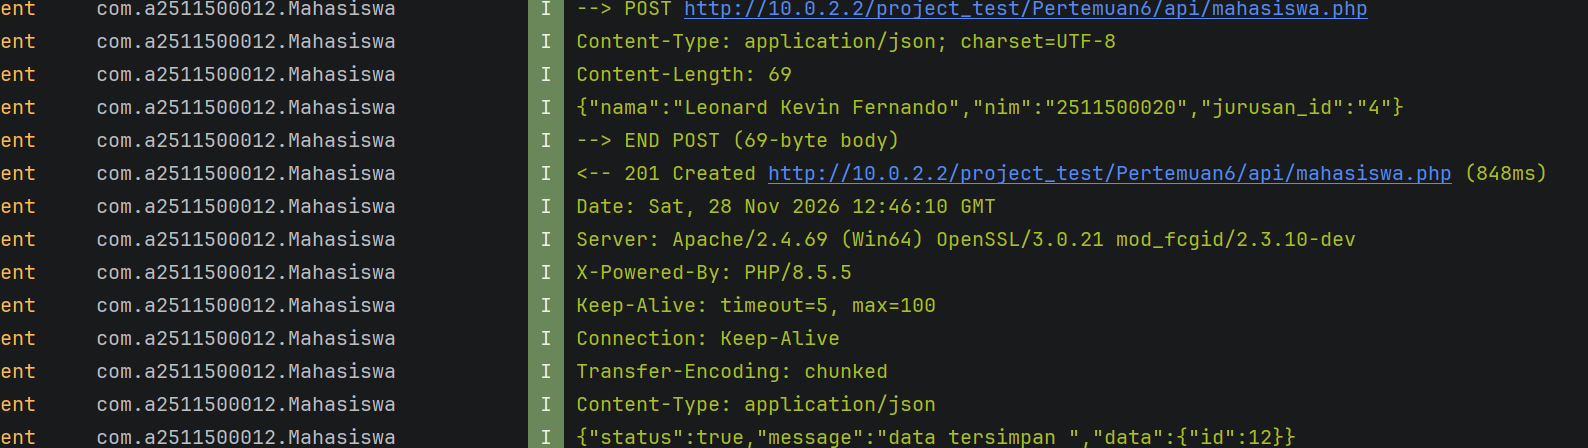 ent com.a2511500012.Mahasiswa I --> POST http://10.0.2.2/project_test/Pertemuan6/api/mahasiswa.php
ent com.a2511500012.Mahasiswa I Content-Type: application/json; charset=UTF-8
ent com.a2511500012.Mahasiswa I Content-Length: 69
ent com.a2511500012.Mahasiswa I {"nama":"Leonard Kevin Fernando","nim":"2511500020","jurusan_id":"4"}
ent com.a2511500012.Mahasiswa I --> END POST (69-byte body)
ent com.a2511500012.Mahasiswa I <-- 201 Created http://10.0.2.2/project_test/Pertemuan6/api/mahasiswa.php (848ms)
ent com.a2511500012.Mahasiswa I Date: Sat, 28 Nov 2026 12:46:10 GMT
ent com.a2511500012.Mahasiswa I Server: Apache/2.4.69 (Win64) OpenSSL/3.0.21 mod_fcgid/2.3.10-dev
ent com.a2511500012.Mahasiswa I X-Powered-By: PHP/8.5.5
ent com.a2511500012.Mahasiswa I Keep-Alive: timeout=5, max=100
ent com.a2511500012.Mahasiswa I Connection: Keep-Alive
ent com.a2511500012.Mahasiswa I Transfer-Encoding: chunked
ent com.a2511500012.Mahasiswa I Content-Type: application/json
ent com.a2511500012.Mahasiswa I {"status":true,"message":"data tersimpan ","data":{"id":12}}